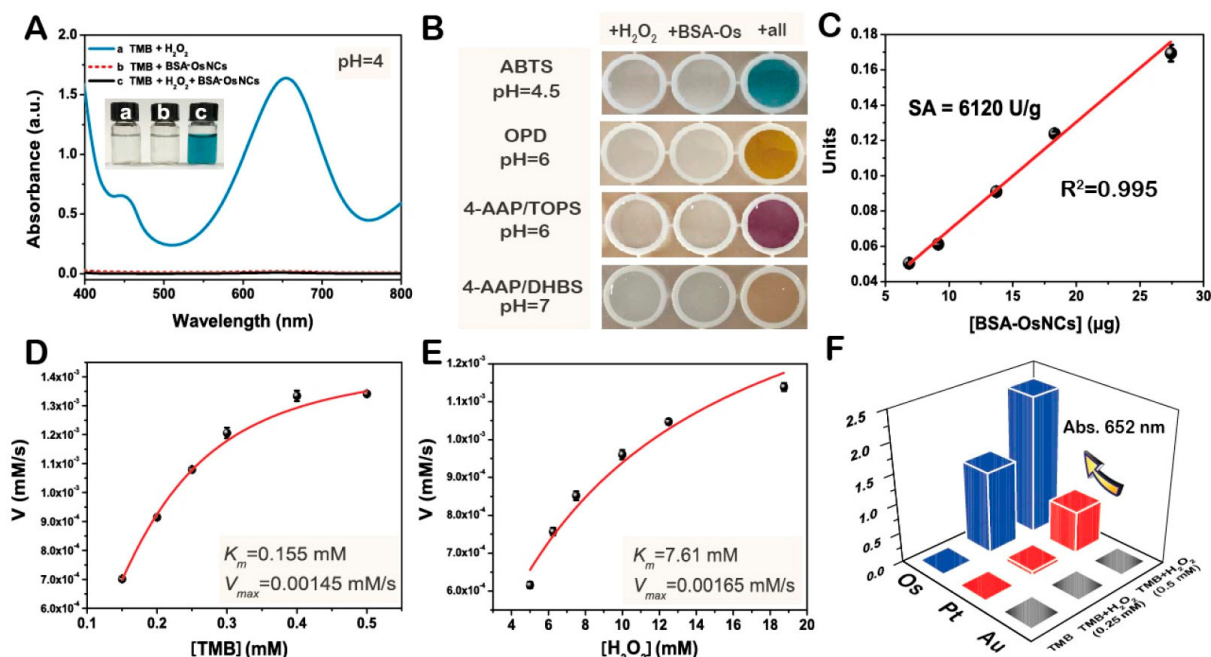 A
a TMB + H₂O₂
b TMB + BSA-OsNCs
c TMB + H₂O₂ + BSA-OsNCs
pH=4
a b c
2.0
1.5
1.0
0.5
0.0
Absorbance (a.u.)
400 500 600 700 800
Wavelength (nm)
B
+H₂O₂ +BSA-Os +all
ABTS
pH=4.5
OPD
pH=6
4-AAP/TOPS
pH=6
4-AAP/DHBS
pH=7
C
0.18
0.16
0.14
0.12
0.10
0.08
0.06
0.04
Units
SA = 6120 U/g
R²=0.995
5 10 15 20 25 30
[BSA-OsNCs] (µg)
D
1.4x10⁻³
1.3x10⁻³
1.2x10⁻³
1.1x10⁻³
1.0x10⁻³
9.0x10⁻⁴
8.0x10⁻⁴
7.0x10⁻⁴
6.0x10⁻⁴
V (mM/s)
Km=0.155 mM
Vmax=0.00145 mM/s
0.1 0.2 0.3 0.4 0.5
[TMB] (mM)
E
1.2x10⁻³
1.1x10⁻³
1.0x10⁻³
9.0x10⁻⁴
8.0x10⁻⁴
7.0x10⁻⁴
6.0x10⁻⁴
V (mM/s)
Km=7.61 mM
Vmax=0.00165 mM/s
4 6 8 10 12 14 16 18 20
[H₂O₂] (mM)
F
2.5
2.0
1.5
1.0
0.5
0.0
Abs. 652 nm
Os
Pt
Au
TMB
TMB+H₂O₂
(0.25 mM)
TMB+H₂O₂
(0.5 mM)